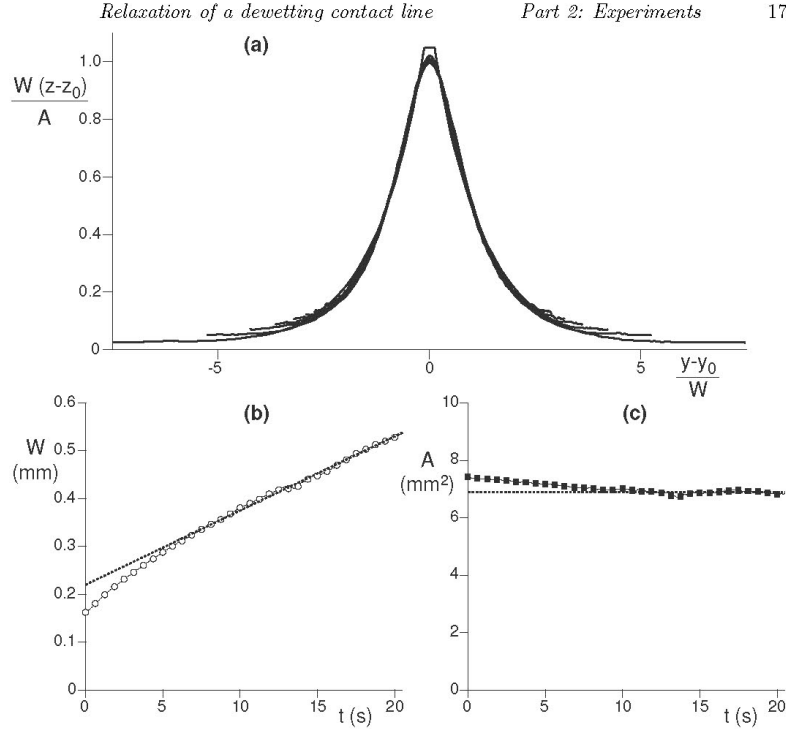 Relaxation of a dewetting contact line Part 2: Experiments 17
(a)
W (z-z0)
A
1.0
0.8
0.6
0.4
0.2
0
-5 0 5
y-y0
W
(b)
W
(mm)
0.6
0.5
0.4
0.3
0.2
0.1
0
0 5 10 15 20
t (s)
(c)
A
(mm²)
10
8
6
4
2
0
0 5 10 15 20
t (s)